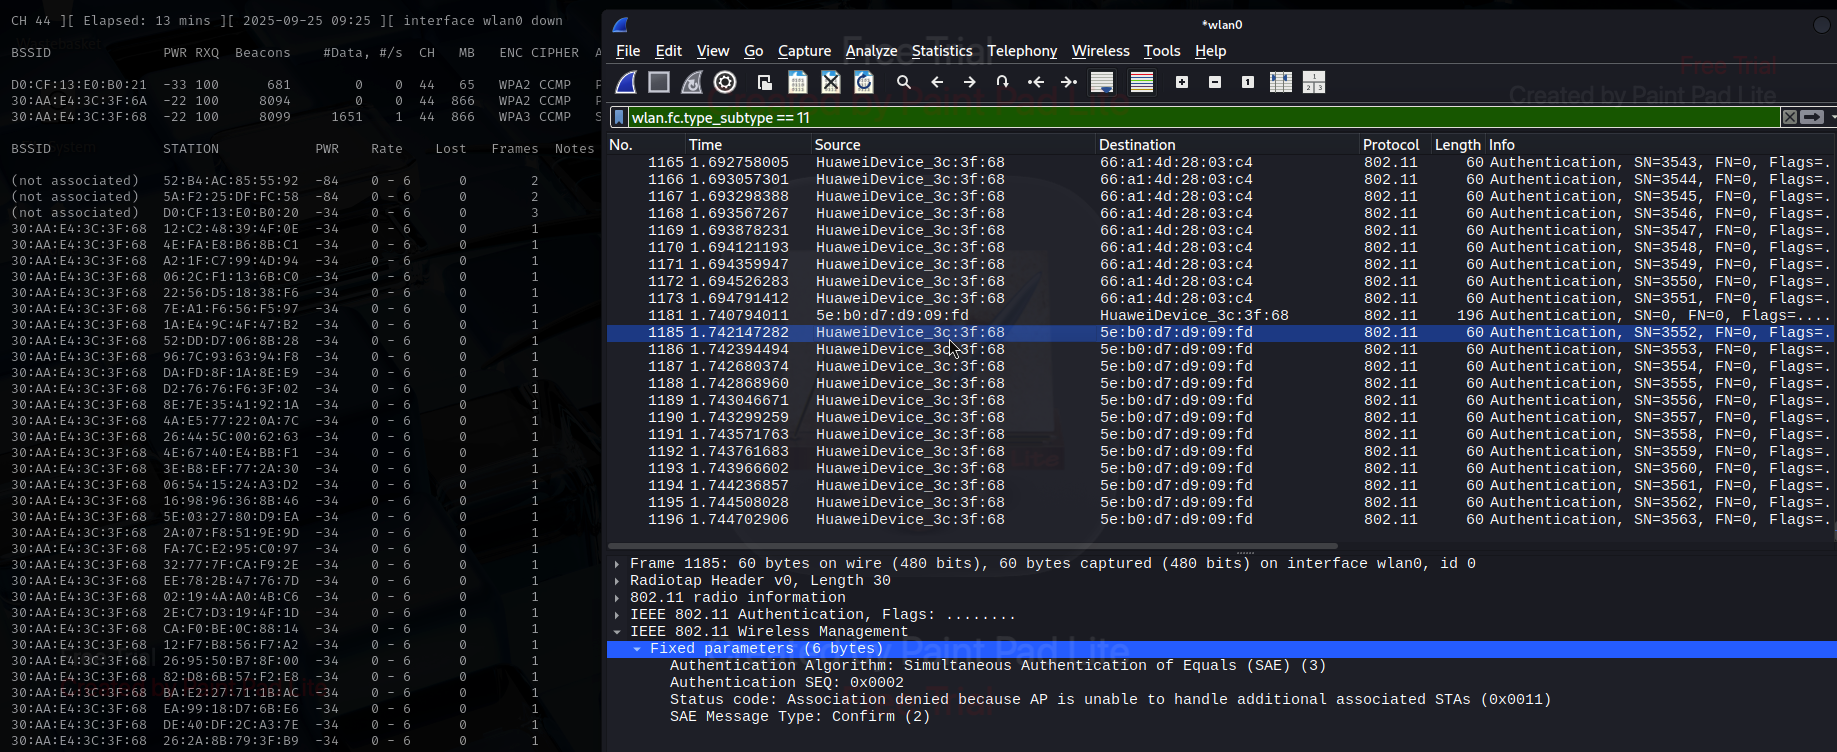 CH 44 ][ Elapsed: 13 mins ][ 2025-09-25 09:25 ][ interface wlan0 down
BSSID PWR RXQ Beacons #Data, #/s CH MB ENC CIPHER A
D0:CF:13:E0:B0:21 -33 100 681 0 0 44 65 WPA2 CCMP P
30:AA:E4:3C:3F:6A -22 100 8094 0 0 44 866 WPA2 CCMP P
30:AA:E4:3C:3F:68 -22 100 8099 1651 1 44 866 WPA3 CCMP S
BSSID STATION PWR Rate Lost Frames Notes
(not associated) 52:B4:AC:85:55:92 -84 0 - 6 0 2
(not associated) 5A:F2:25:DF:FC:58 -84 0 - 6 0 2
(not associated) D0:CF:13:E0:B0:20 -34 0 - 6 0 3
30:AA:E4:3C:3F:68 12:C2:48:39:4F:0E -34 0 - 6 0 1
30:AA:E4:3C:3F:68 4E:FA:E8:B6:8B:C1 -34 0 - 6 0 1
30:AA:E4:3C:3F:68 A2:1F:C7:99:4D:94 -34 0 - 6 0 1
30:AA:E4:3C:3F:68 06:2C:F1:13:6B:C0 -34 0 - 6 0 1
30:AA:E4:3C:3F:68 22:56:D5:18:38:F6 -34 0 - 6 0 1
30:AA:E4:3C:3F:68 7E:A1:F6:56:F5:97 -34 0 - 6 0 1
30:AA:E4:3C:3F:68 1A:E4:9C:4F:47:B2 -34 0 - 6 0 1
30:AA:E4:3C:3F:68 52:DD:D7:06:8B:28 -34 0 - 6 0 1
30:AA:E4:3C:3F:68 96:7C:93:63:94:F8 -34 0 - 6 0 1
30:AA:E4:3C:3F:68 DA:FD:8F:1A:8E:E9 -34 0 - 6 0 1
30:AA:E4:3C:3F:68 D2:76:76:F6:3F:02 -34 0 - 6 0 1
30:AA:E4:3C:3F:68 8E:7E:35:41:92:1A -34 0 - 6 0 1
30:AA:E4:3C:3F:68 4A:E5:77:22:0A:7C -34 0 - 6 0 1
30:AA:E4:3C:3F:68 26:44:5C:00:62:63 -34 0 - 6 0 1
30:AA:E4:3C:3F:68 4E:67:40:E4:BB:F1 -34 0 - 6 0 1
30:AA:E4:3C:3F:68 3E:B8:EF:77:2A:30 -34 0 - 6 0 1
30:AA:E4:3C:3F:68 06:54:15:24:A3:D2 -34 0 - 6 0 1
30:AA:E4:3C:3F:68 16:98:96:36:8B:46 -34 0 - 6 0 1
30:AA:E4:3C:3F:68 5E:03:27:80:D9:EA -34 0 - 6 0 1
30:AA:E4:3C:3F:68 2A:07:F8:51:9E:9D -34 0 - 6 0 1
30:AA:E4:3C:3F:68 FA:7C:E2:95:C0:97 -34 0 - 6 0 1
30:AA:E4:3C:3F:68 32:77:7F:CA:F9:2E -34 0 - 6 0 1
30:AA:E4:3C:3F:68 EE:78:2B:47:76:7D -34 0 - 6 0 1
30:AA:E4:3C:3F:68 02:19:4A:A0:4B:C6 -34 0 - 6 0 1
30:AA:E4:3C:3F:68 2E:C7:D3:19:4F:1D -34 0 - 6 0 1
30:AA:E4:3C:3F:68 CA:F0:BE:0C:88:14 -34 0 - 6 0 1
30:AA:E4:3C:3F:68 12:F7:B8:56:F7:A2 -34 0 - 6 0 1
30:AA:E4:3C:3F:68 26:95:50:B7:8F:00 -34 0 - 6 0 1
30:AA:E4:3C:3F:68 82:D8:6B:57:F2:E8 -34 0 - 6 0 1
30:AA:E4:3C:3F:68 BA:E2:27:71:18:AC -34 0 - 6 0 1
30:AA:E4:3C:3F:68 EA:99:18:D7:6B:E6 -34 0 - 6 0 1
30:AA:E4:3C:3F:68 DE:40:DF:2C:A3:7E -34 0 - 6 0 1
30:AA:E4:3C:3F:68 26:2A:8B:79:3F:B9 -34 0 - 6 0 1
*wlan0
File Edit View Go Capture Analyze Statistics Telephony Wireless Tools Help
Free Trial
Free Trial
Created by Paint Pad Lite
wlan.fc.type_subtype == 11
No. Time Source Destination Protocol Length Info
1165 1.692758005 HuaweiDevice_3c:3f:68 66:a1:4d:28:03:c4 802.11 60 Authentication, SN=3543, FN=0, Flags=.
1166 1.693057301 HuaweiDevice_3c:3f:68 66:a1:4d:28:03:c4 802.11 60 Authentication, SN=3544, FN=0, Flags=.
1167 1.693298388 HuaweiDevice_3c:3f:68 66:a1:4d:28:03:c4 802.11 60 Authentication, SN=3545, FN=0, Flags=.
1168 1.693567267 HuaweiDevice_3c:3f:68 66:a1:4d:28:03:c4 802.11 60 Authentication, SN=3546, FN=0, Flags=.
1169 1.693878231 HuaweiDevice_3c:3f:68 66:a1:4d:28:03:c4 802.11 60 Authentication, SN=3547, FN=0, Flags=.
1170 1.694121193 HuaweiDevice_3c:3f:68 66:a1:4d:28:03:c4 802.11 60 Authentication, SN=3548, FN=0, Flags=.
1171 1.694359947 HuaweiDevice_3c:3f:68 66:a1:4d:28:03:c4 802.11 60 Authentication, SN=3549, FN=0, Flags=.
1172 1.694526283 HuaweiDevice_3c:3f:68 66:a1:4d:28:03:c4 802.11 60 Authentication, SN=3550, FN=0, Flags=.
1173 1.694791412 HuaweiDevice_3c:3f:68 66:a1:4d:28:03:c4 802.11 60 Authentication, SN=3551, FN=0, Flags=.
1181 1.740794011 5e:b0:d7:d9:09:fd HuaweiDevice_3c:3f:68 802.11 196 Authentication, SN=0, FN=0, Flags=....
1185 1.742147282 HuaweiDevice_3c:3f:68 5e:b0:d7:d9:09:fd 802.11 60 Authentication, SN=3552, FN=0, Flags=.
1186 1.742394494 HuaweiDevice_3c:3f:68 5e:b0:d7:d9:09:fd 802.11 60 Authentication, SN=3553, FN=0, Flags=.
1187 1.742680374 HuaweiDevice_3c:3f:68 5e:b0:d7:d9:09:fd 802.11 60 Authentication, SN=3554, FN=0, Flags=.
1188 1.742868960 HuaweiDevice_3c:3f:68 5e:b0:d7:d9:09:fd 802.11 60 Authentication, SN=3555, FN=0, Flags=.
1189 1.743046671 HuaweiDevice_3c:3f:68 5e:b0:d7:d9:09:fd 802.11 60 Authentication, SN=3556, FN=0, Flags=.
1190 1.743299259 HuaweiDevice_3c:3f:68 5e:b0:d7:d9:09:fd 802.11 60 Authentication, SN=3557, FN=0, Flags=.
1191 1.743571763 HuaweiDevice_3c:3f:68 5e:b0:d7:d9:09:fd 802.11 60 Authentication, SN=3558, FN=0, Flags=.
1192 1.743761683 HuaweiDevice_3c:3f:68 5e:b0:d7:d9:09:fd 802.11 60 Authentication, SN=3559, FN=0, Flags=.
1193 1.743966602 HuaweiDevice_3c:3f:68 5e:b0:d7:d9:09:fd 802.11 60 Authentication, SN=3560, FN=0, Flags=.
1194 1.744236857 HuaweiDevice_3c:3f:68 5e:b0:d7:d9:09:fd 802.11 60 Authentication, SN=3561, FN=0, Flags=.
1195 1.744508028 HuaweiDevice_3c:3f:68 5e:b0:d7:d9:09:fd 802.11 60 Authentication, SN=3562, FN=0, Flags=.
1196 1.744702906 HuaweiDevice_3c:3f:68 5e:b0:d7:d9:09:fd 802.11 60 Authentication, SN=3563, FN=0, Flags=.
Frame 1185: 60 bytes on wire (480 bits), 60 bytes captured (480 bits) on interface wlan0, id 0
Radiotap Header v0, Length 30
802.11 radio information
IEEE 802.11 Authentication, Flags: ........
IEEE 802.11 Wireless Management
Fixed parameters (6 bytes)
Authentication Algorithm: Simultaneous Authentication of Equals (SAE) (3)
Authentication SEQ: 0x0002
Status code: Association denied because AP is unable to handle additional associated STAs (0x0011)
SAE Message Type: Confirm (2)